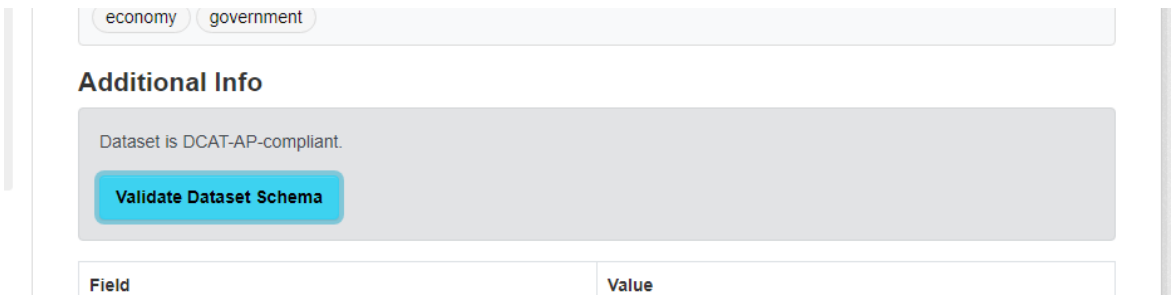 economy government
Additional Info
Dataset is DCAT-AP-compliant.
Validate Dataset Schema
Field Value